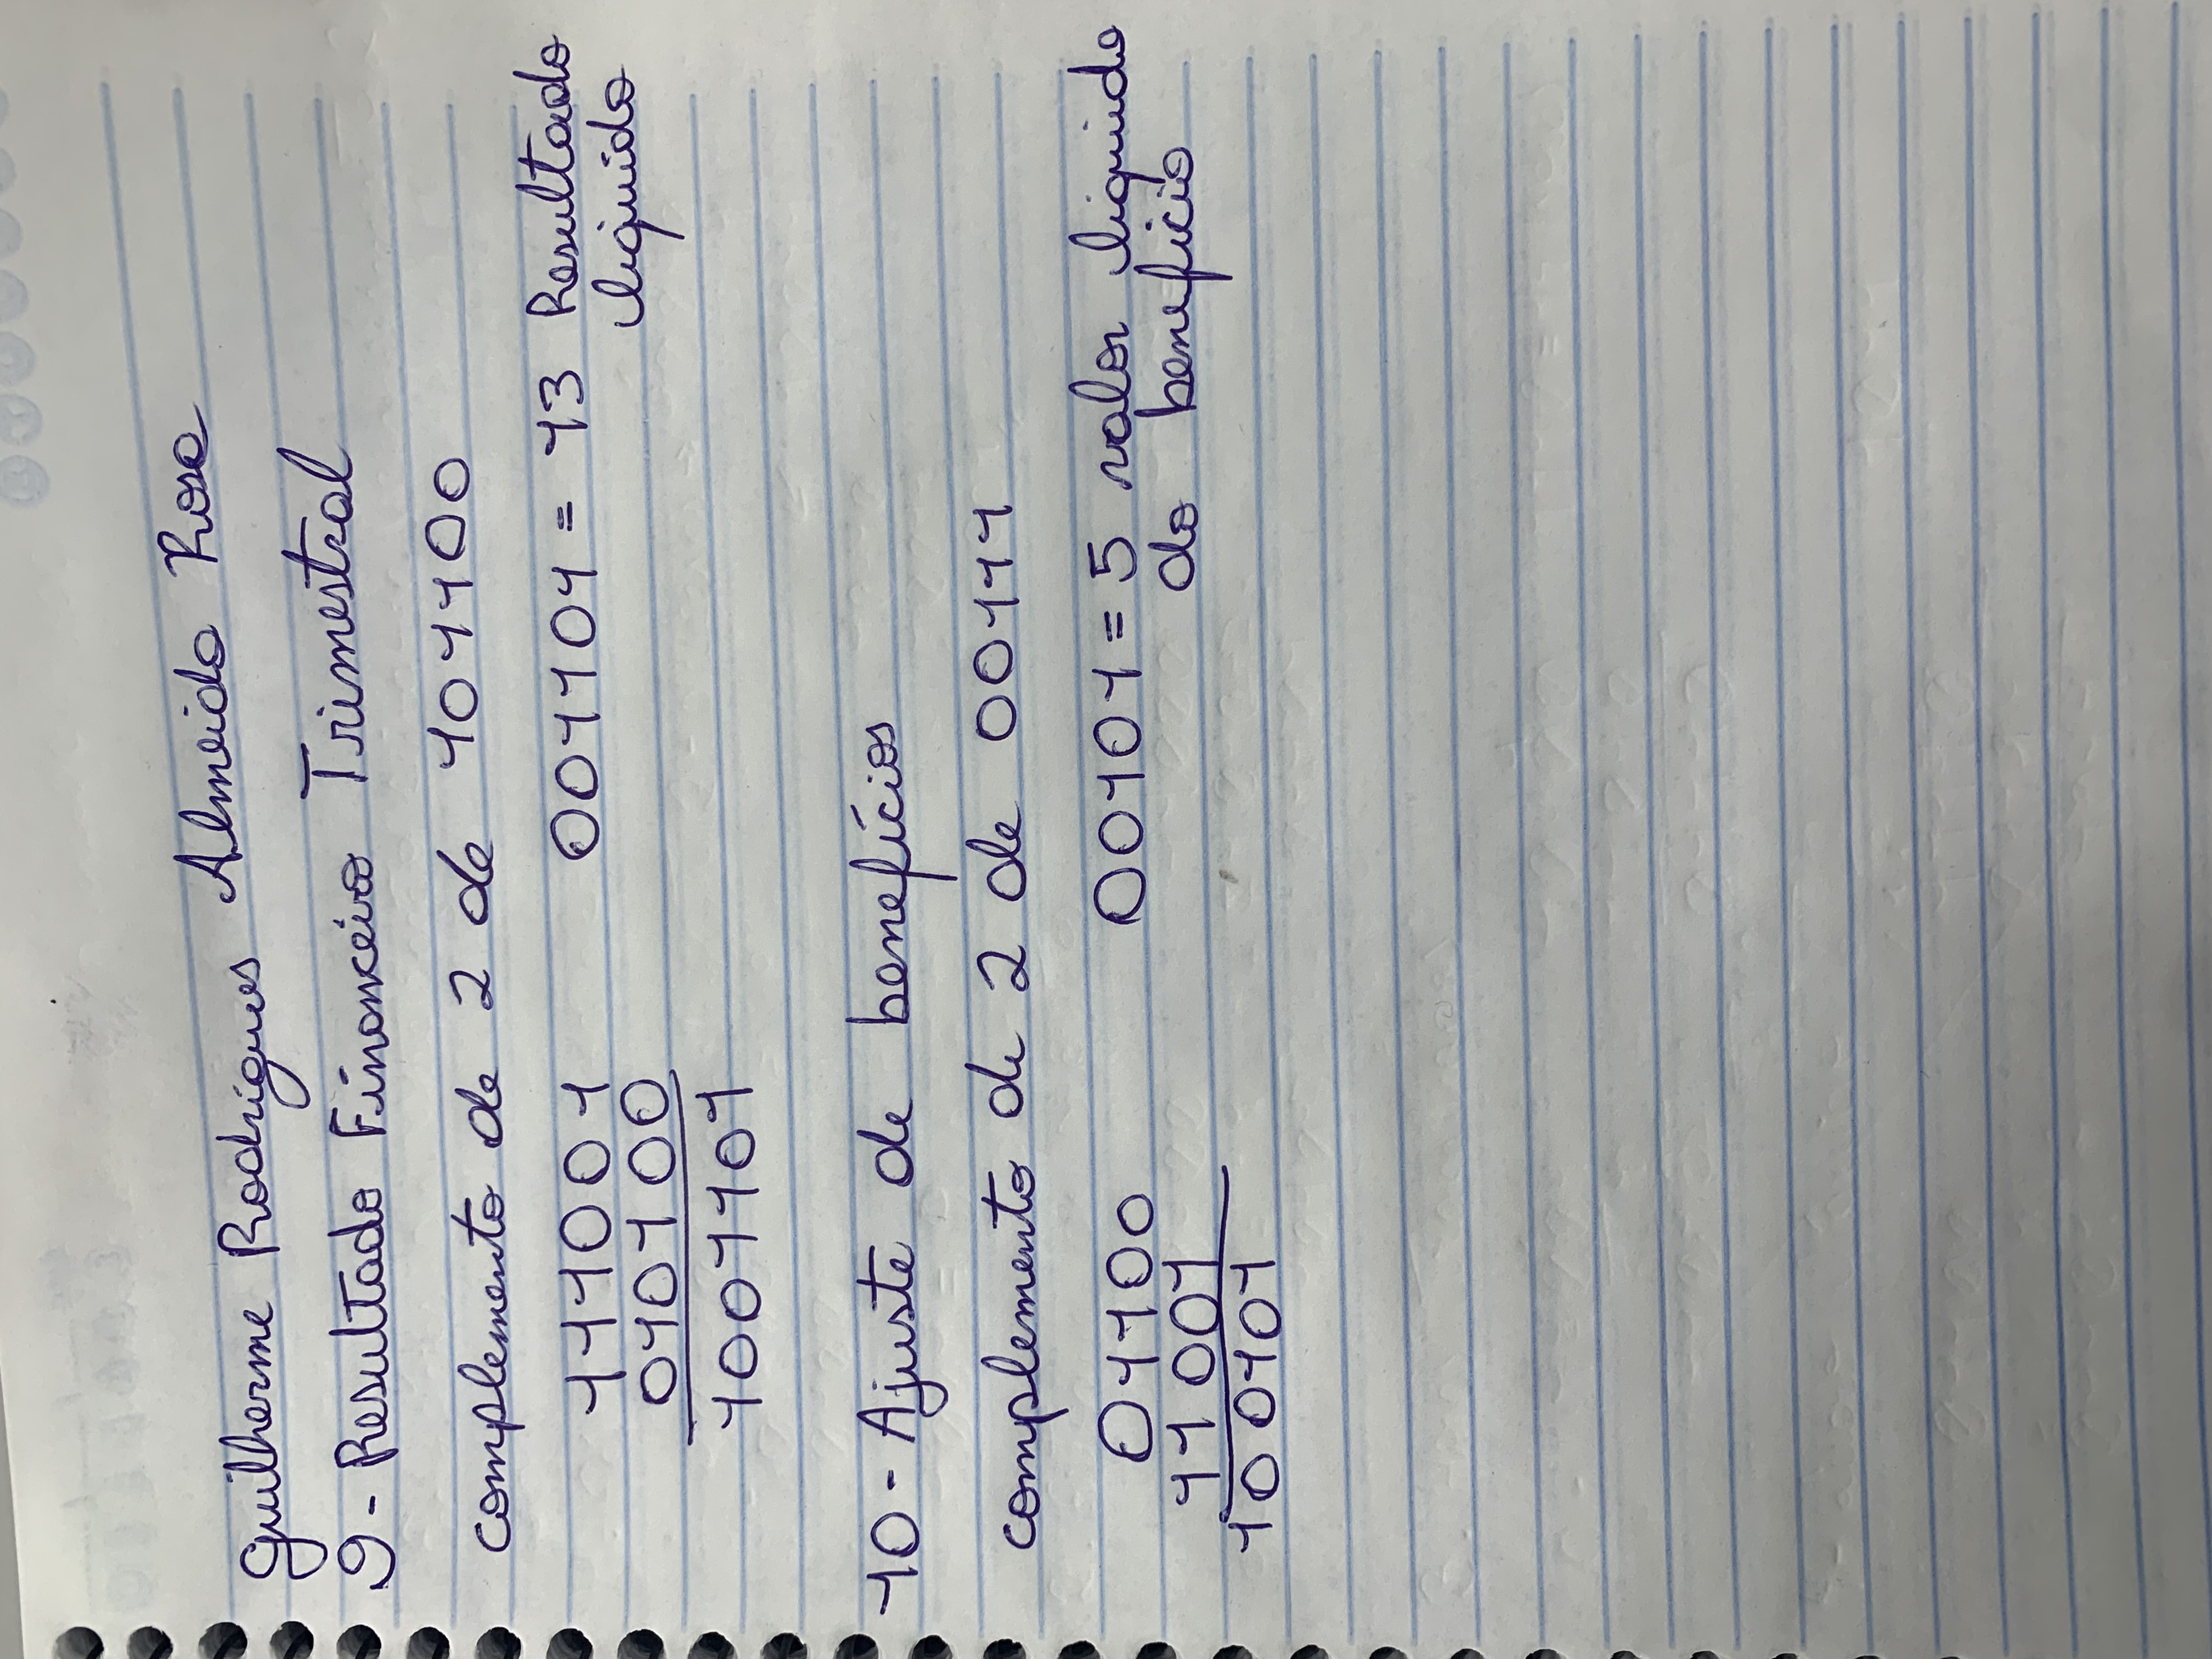 Guilherme Rodrigues Almeida Rosa
9 - Resultado Financeiro Trimestral
complemento de 2 de 101100
111001 001101 = 13 Resultado
010100 líquido
1001101
10 - Ajuste de benefícios
complemento de 2 de 00111
01100 00101 = 5 valor líquido
11001 do benefício
100101